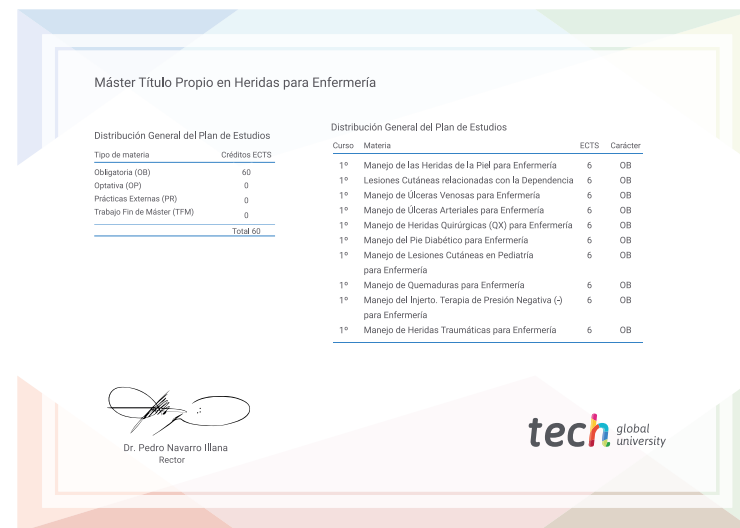 Máster Título Propio en Heridas para Enfermería
Distribución General del Plan de Estudios
Tipo de materia Créditos ECTS
Obligatoria (OB) 60
Optativa (OP) 0
Prácticas Externas (PR) 0
Trabajo Fin de Máster (TFM) 0
Total 60
Distribución General del Plan de Estudios
Curso Materia ECTS Carácter
1º Manejo de las Heridas de la Piel para Enfermería 6 OB
1º Lesiones Cutáneas relacionadas con la Dependencia 6 OB
1º Manejo de Úlceras Venosas para Enfermería 6 OB
1º Manejo de Úlceras Arteriales para Enfermería 6 OB
1º Manejo de Heridas Quirúrgicas (QX) para Enfermería 6 OB
1º Manejo del Pie Diabético para Enfermería 6 OB
1º Manejo de Lesiones Cutáneas en Pediatría 6 OB
para Enfermería
1º Manejo de Quemaduras para Enfermería 6 OB
1º Manejo del Injerto. Terapia de Presión Negativa (-) 6 OB
para Enfermería
1º Manejo de Heridas Traumáticas para Enfermería 6 OB
Dr. Pedro Navarro Illana
Rector
tech global
university